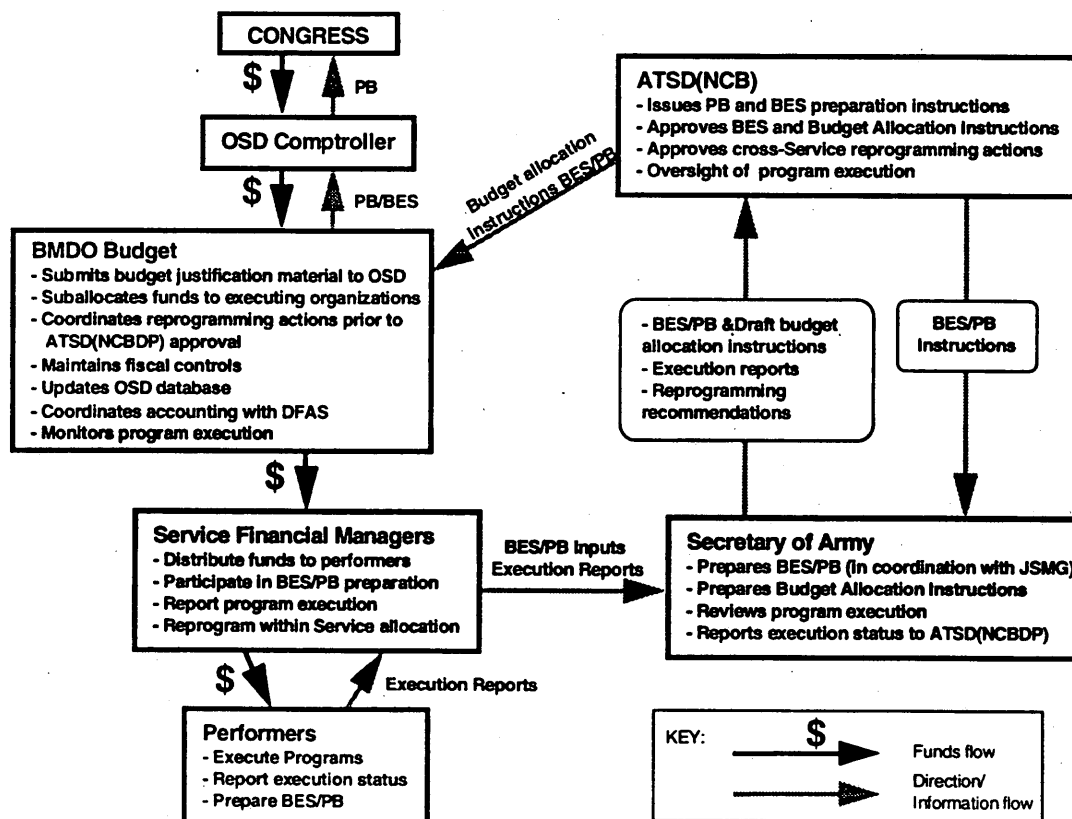 CONGRESS
$
PB
OSD Comptroller
$
PB/BES
Budget allocation
Instructions BES/PB
ATSD(NCB)
- Issues PB and BES preparation instructions
- Approves BES and Budget Allocation Instructions
- Approves cross-Service reprogramming actions
- Oversight of program execution
BMDO Budget
- Submits budget justification material to OSD
- Suballocates funds to executing organizations
- Coordinates reprogramming actions prior to
ATSD(NCBDP) approval
- Maintains fiscal controls
- Updates OSD database
- Coordinates accounting with DFAS
- Monitors program execution
- BES/PB &Draft budget
allocation instructions
- Execution reports
- Reprogramming
recommendations
BES/PB
Instructions
$
Service Financial Managers
- Distribute funds to performers
- Participate in BES/PB preparation
- Report program execution
- Reprogram within Service allocation
BES/PB Inputs
Execution Reports
Secretary of Army
- Prepares BES/PB (in coordination with JSMG)
- Prepares Budget Allocation Instructions
- Reviews program execution
- Reports execution status to ATSD(NCBDP)
$
Execution Reports
Performers
- Execute Programs
- Report execution status
- Prepare BES/PB
KEY:
$
Funds flow
Direction/
Information flow